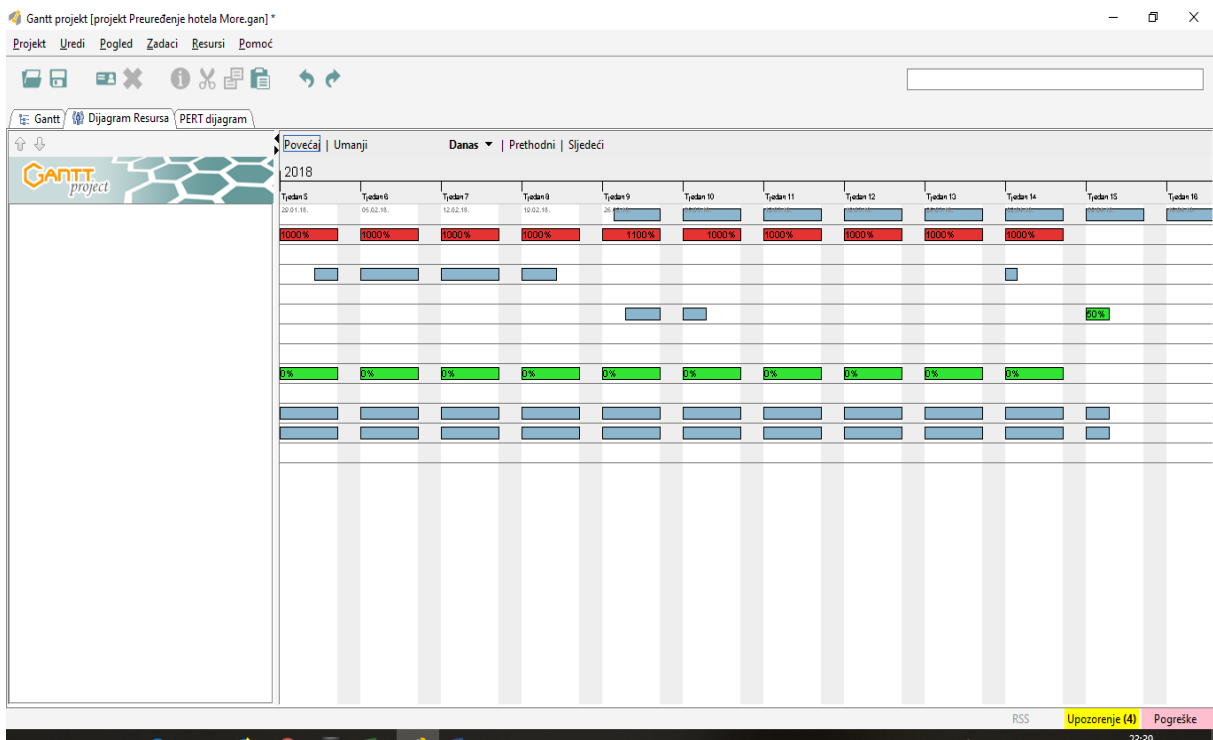 Gantt projekt [projekt Preuređenje hotela More.gan] *
Projekt Uredi Pogled Zadaci Resursi Pomoć
Gantt Dijagram Resursa PERT dijagram
Povećaj | Umanji Danas | Prethodni | Sljedeći
GANTT project
2018
Tjedan 5 Tjedan 6 Tjedan 7 Tjedan 8 Tjedan 9 Tjedan 10 Tjedan 11 Tjedan 12 Tjedan 13 Tjedan 14 Tjedan 15 Tjedan 16
29.01.18. 05.02.18. 12.02.18. 19.02.18.
1000% 1000% 1000% 1000% 1100% 1000% 1000% 1000% 1000% 1000%
50%
0% 0% 0% 0% 0% 0% 0% 0% 0% 0%
RSS Upozorenje (4) Pogreške